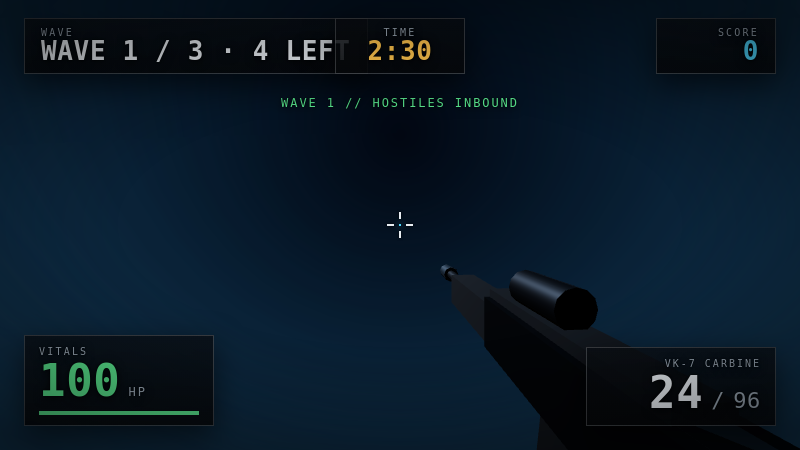 WAVE
WAVE 1 / 3 · 4 LEFT
TIME
2:30
SCORE
0
WAVE 1 // HOSTILES INBOUND
VITALS
100 HP
VK-7 CARBINE
24 / 96